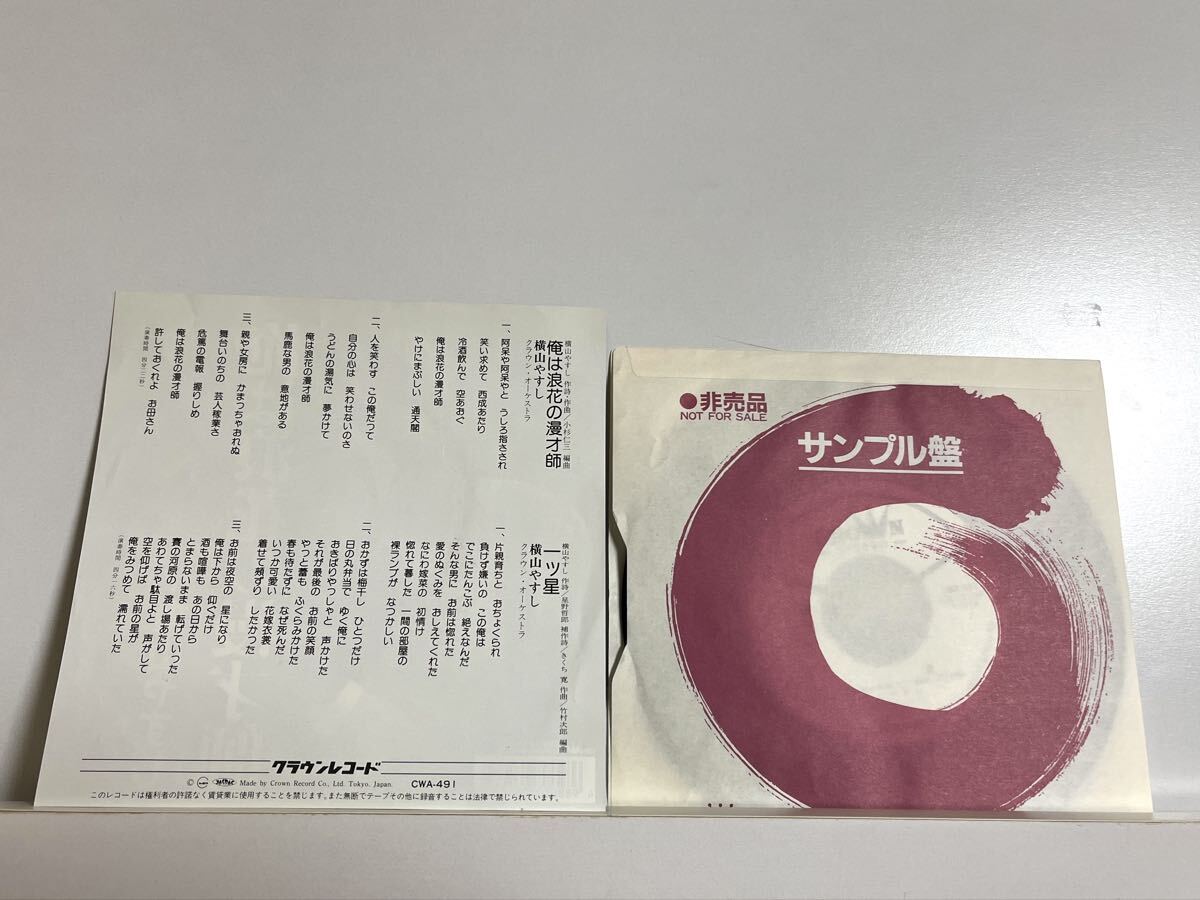 俺は浪花の漫才師
横山やすし 作詩・作曲/小杉仁三 編曲
横山やすし
クラウン・オーケストラ
一、阿呆や阿呆やと うしろ指さされ
笑い求めて 西成あたり
冷酒飲んで 空あおぐ
俺は浪花の漫才師
やけにまぶしい 通天閣
二、人を笑わす この俺だって
自分の心は 笑わせないのさ
うどんの湯気に 夢かけて
俺は浪花の漫才師
馬鹿な男の 意地がある
三、親や女房に かまっちゃおれぬ
舞台いのちの 芸人稼業さ
危篤の電報 握りしめ
俺は浪花の漫才師
許しておくれよ お母さん
(演奏時間 四分二二秒)
一ッ星
横山やすし 作詩/星野哲郎 補作詩/きくち寛 作曲/竹村次郎 編曲
横山やすし
クラウン・オーケストラ
一、片親育ちと おちょくられ
負けず嫌いの この俺は
でこにたんこぶ 絶えなんだ
そんな男に お前は惚れた
愛のぬくみを おしえてくれた
なにわ嫁菜の 初情け
惚れて暮した 一間の部屋の
裸ランプが なつかしい
二、おかずは梅干し ひとつだけ
日の丸弁当で ゆく俺に
おきばりやっしゃと 声かけた
それが最後の お前の笑顔
やっと蕾も ふくらみかけた
春も待たずに なぜ死んだ
いつか可愛い 花嫁衣裳
着せて頬ずり したかった
三、お前は夜空の 星になり
俺は下から 仰ぐだけ
酒も喧嘩も あの日から
とまらないまま 転げていった
賽の河原の 渡し場あたり
あわてちゃ駄目よと 声がして
空を仰げば お前の星が
俺をみつめて 濡れていた
(演奏時間 四分一六秒)
クラウンレコード
Made by Crown Record Co., Ltd. Tokyo, Japan. CWA-491
このレコードは権利者の許諾なく賃貸業に使用することを禁じます。また無断でテープその他に録音することは法律で禁じられています。
●非売品
NOT FOR SALE
サンプル盤